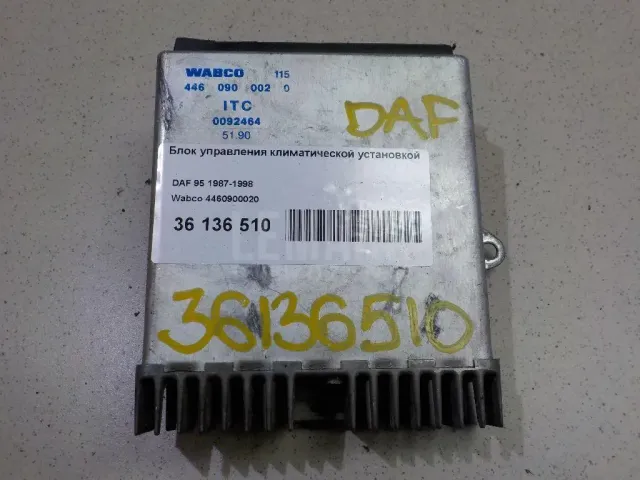 WABCO 115
446 090 002 0
ITC
0092464
51.90
DAF
Блок управления климатической установкой
DAF 95 1987-1998
Wabco 4460900020
36 136 510
36136510